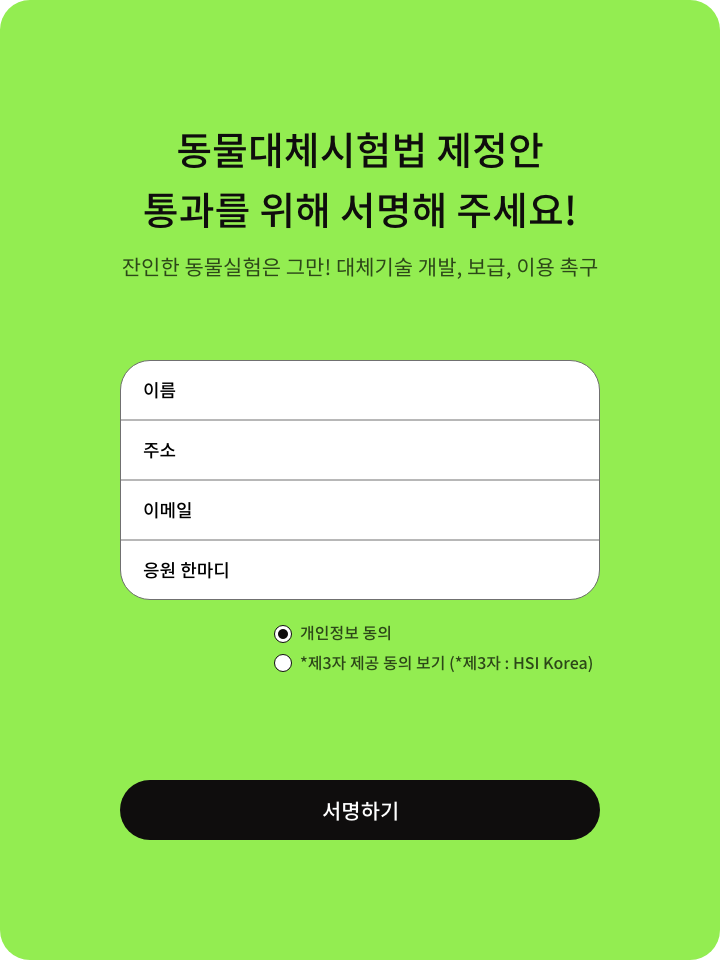 동물대체시험법 제정안
통과를 위해 서명해 주세요!
잔인한 동물실험은 그만! 대체기술 개발, 보급, 이용 촉구
이름
주소
이메일
응원 한마디
개인정보 동의
*제3자 제공 동의 보기 (*제3자 : HSI Korea)
서명하기